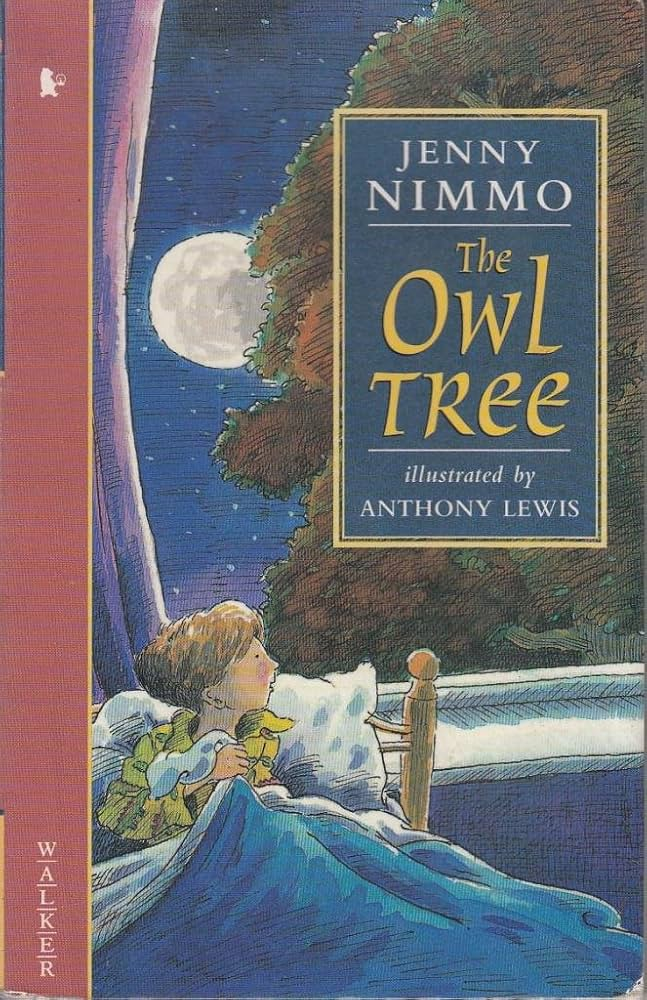 JENNY
NIMMO
The
OWL
TREE
illustrated by
ANTHONY LEWIS
WALKER